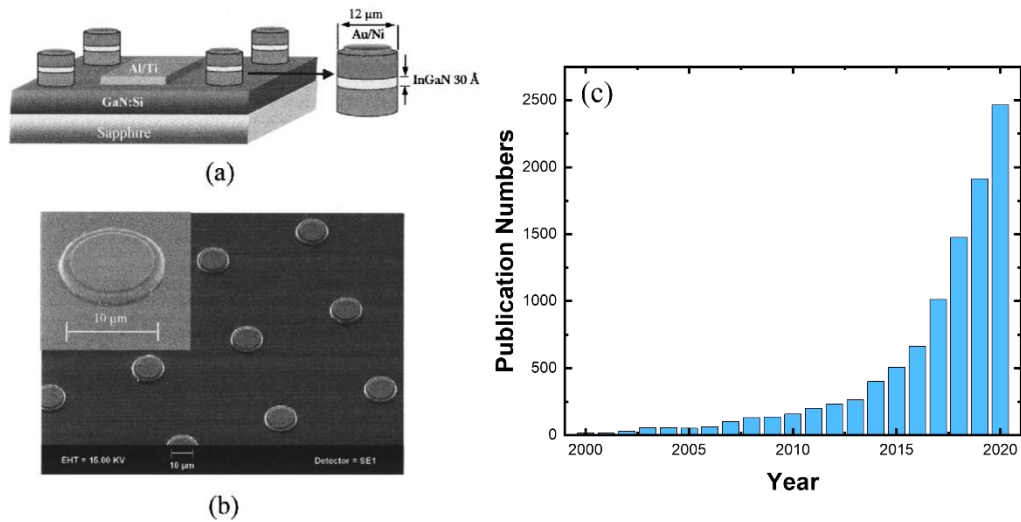 12 μm
Au/Ni
Al/Ti
InGaN 30 Å
GaN:Si
Sapphire
(a)
10 μm
EHT = 15.00 KV
10 μm
Detector = SE1
(b)
(c)
Publication Numbers
2500
2000
1500
1000
500
0
2000
2005
2010
2015
2020
Year